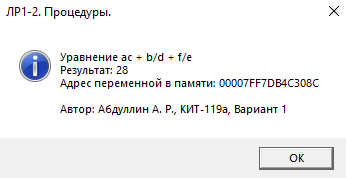 ЛР1-2. Процедуры.
Уравнение ac + b/d + f/e
Результат: 28
Адрес переменной в памяти: 00007FF7DB4C308C
Автор: Абдуллин А. Р., КИТ-119а, Вариант 1
OK